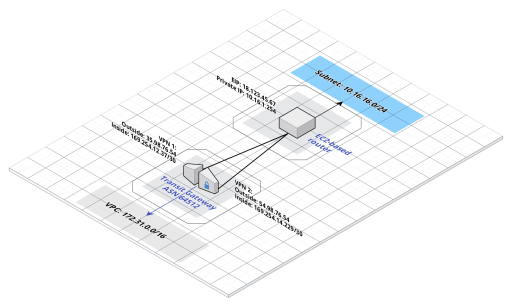 Subnet: 10.16.16.0/24
EIP: 18.123.45.67
Private IP: 10.16.1.254
EC2-based
router
VPN 1:
Outside: 35.98.76.54
Inside: 169.254.12.37/30
Transit Gateway
ASN 64512
VPN 2:
Outside: 54.98.76.54
Inside: 169.254.14.229/30
VPC: 172.31.0.0/16